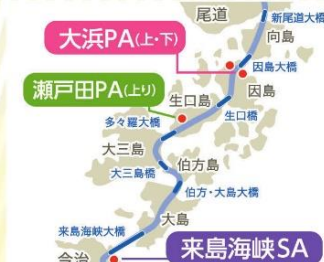 尾道
新尾道大橋
向島
大浜PA(上・下)
因島大橋
因島
瀬戸田PA(上り)
生口島
生口橋
多々羅大橋
大三島
伯方島
大三島橋
伯方・大島大橋
大島
来島海峡大橋
来島海峡SA
今治